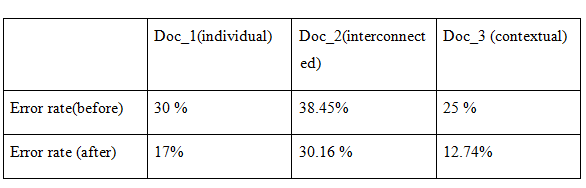 Doc_1(individual) Doc_2(interconnect
ed) Doc_3 (contextual)
Error rate(before) 30 % 38.45% 25 %
Error rate (after) 17% 30.16 % 12.74%